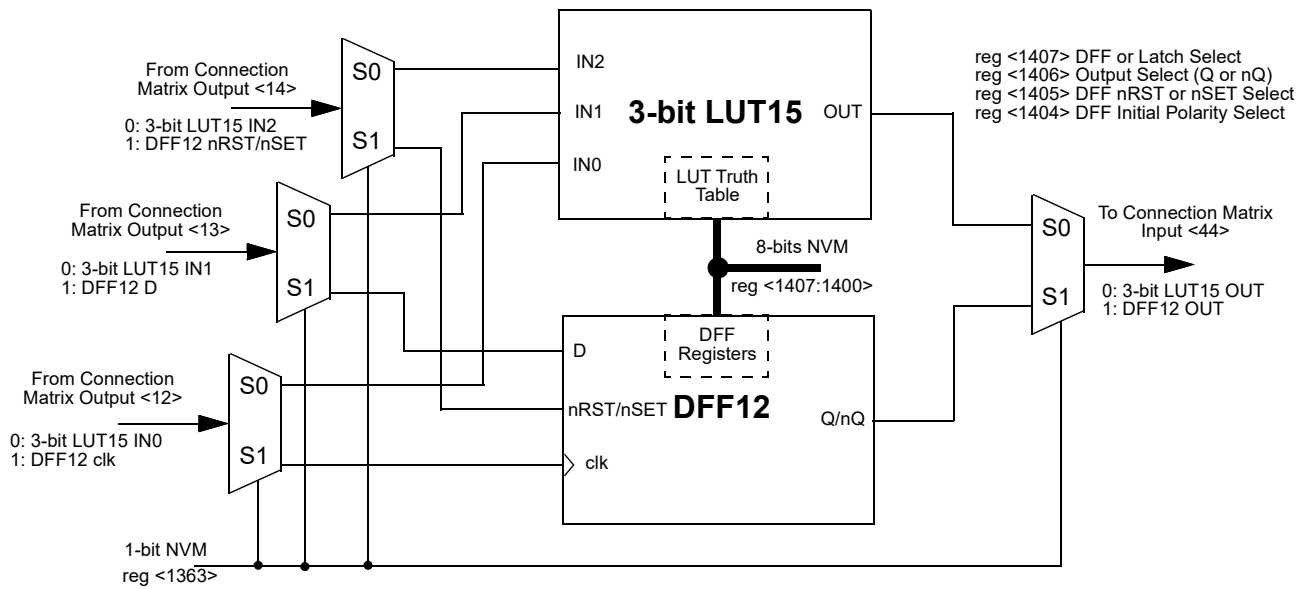 From Connection
Matrix Output <14>
0: 3-bit LUT15 IN2
1: DFF12 nRST/nSET
S0
S1
From Connection
Matrix Output <13>
0: 3-bit LUT15 IN1
1: DFF12 D
S0
S1
From Connection
Matrix Output <12>
0: 3-bit LUT15 IN0
1: DFF12 clk
S0
S1
1-bit NVM
reg <1363>
IN2
IN1
IN0
3-bit LUT15
OUT
LUT Truth
Table
8-bits NVM
reg <1407:1400>
DFF
Registers
D
nRST/nSET
DFF12
clk
Q/nQ
reg <1407> DFF or Latch Select
reg <1406> Output Select (Q or nQ)
reg <1405> DFF nRST or nSET Select
reg <1404> DFF Initial Polarity Select
S0
S1
To Connection Matrix
Input <44>
0: 3-bit LUT15 OUT
1: DFF12 OUT